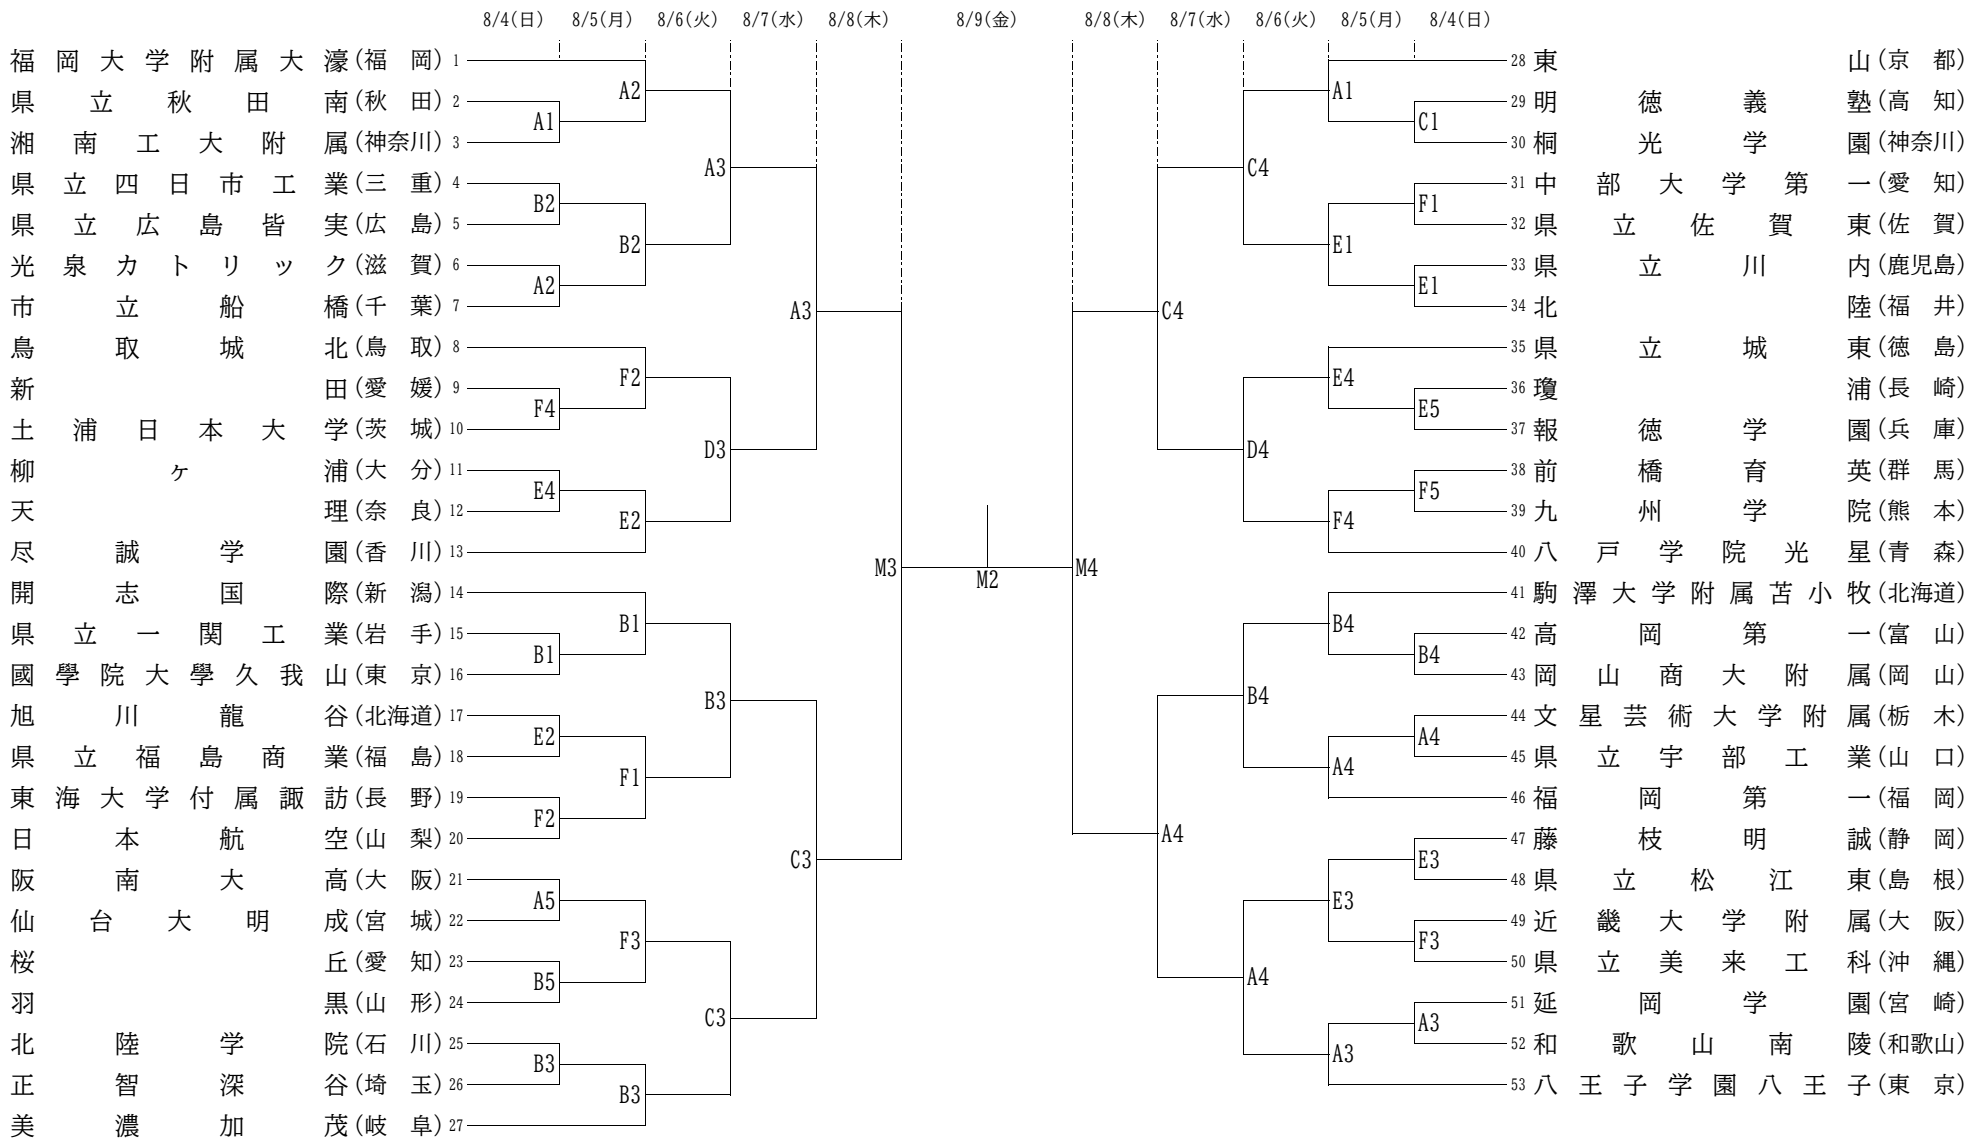 8/4(日) 8/5(月) 8/6(火) 8/7(水) 8/8(木) 8/9(金) 8/8(木) 8/7(水) 8/6(火) 8/5(月) 8/4(日)
福岡大学附属大濠(福岡) 1
県立秋田南(秋田) 2
湘南工大附属(神奈川) 3
県立四日市工業(三重) 4
県立広島皆実(広島) 5
光泉カトリック(滋賀) 6
市立船橋(千葉) 7
鳥取城北(鳥取) 8
新田(愛媛) 9
土浦日本大学(茨城) 10
柳ヶ浦(大分) 11
天理(奈良) 12
尽誠学園(香川) 13
開志国際(新潟) 14
県立一関工業(岩手) 15
國學院大學久我山(東京) 16
旭川龍谷(北海道) 17
県立福島商業(福島) 18
東海大学付属諏訪(長野) 19
日本航空(山梨) 20
阪南大高(大阪) 21
仙台大明成(宮城) 22
桜丘(愛知) 23
羽黒(山形) 24
北陸学院(石川) 25
正智深谷(埼玉) 26
美濃加茂(岐阜) 27
A1
B2
A2
F4
E4
B1
E2
F2
A5
B5
B3
A2
B2
F2
E2
B1
F1
F3
B3
A3
D3
B3
C3
A3
C3
M3
M2
M4
C4
A4
C4
D4
B4
A4
A1
E1
E4
F4
B4
A4
E3
A3
C1
F1
E1
E5
F5
B4
A4
E3
F3
A3
28 東山(京都)
29 明徳義塾(高知)
30 桐光学園(神奈川)
31 中部大学第一(愛知)
32 県立佐賀東(佐賀)
33 県立川内(鹿児島)
34 北陸(福井)
35 県立城東(徳島)
36 瓊浦(長崎)
37 報徳学園(兵庫)
38 前橋育英(群馬)
39 九州学院(熊本)
40 八戸学院光星(青森)
41 駒澤大学附属苫小牧(北海道)
42 高岡第一(富山)
43 岡山商大附属(岡山)
44 文星芸術大学附属(栃木)
45 県立宇部工業(山口)
46 福岡第一(福岡)
47 藤枝明誠(静岡)
48 県立松江東(島根)
49 近畿大学附属(大阪)
50 県立美来工科(沖縄)
51 延岡学園(宮崎)
52 和歌山南陵(和歌山)
53 八王子学園八王子(東京)